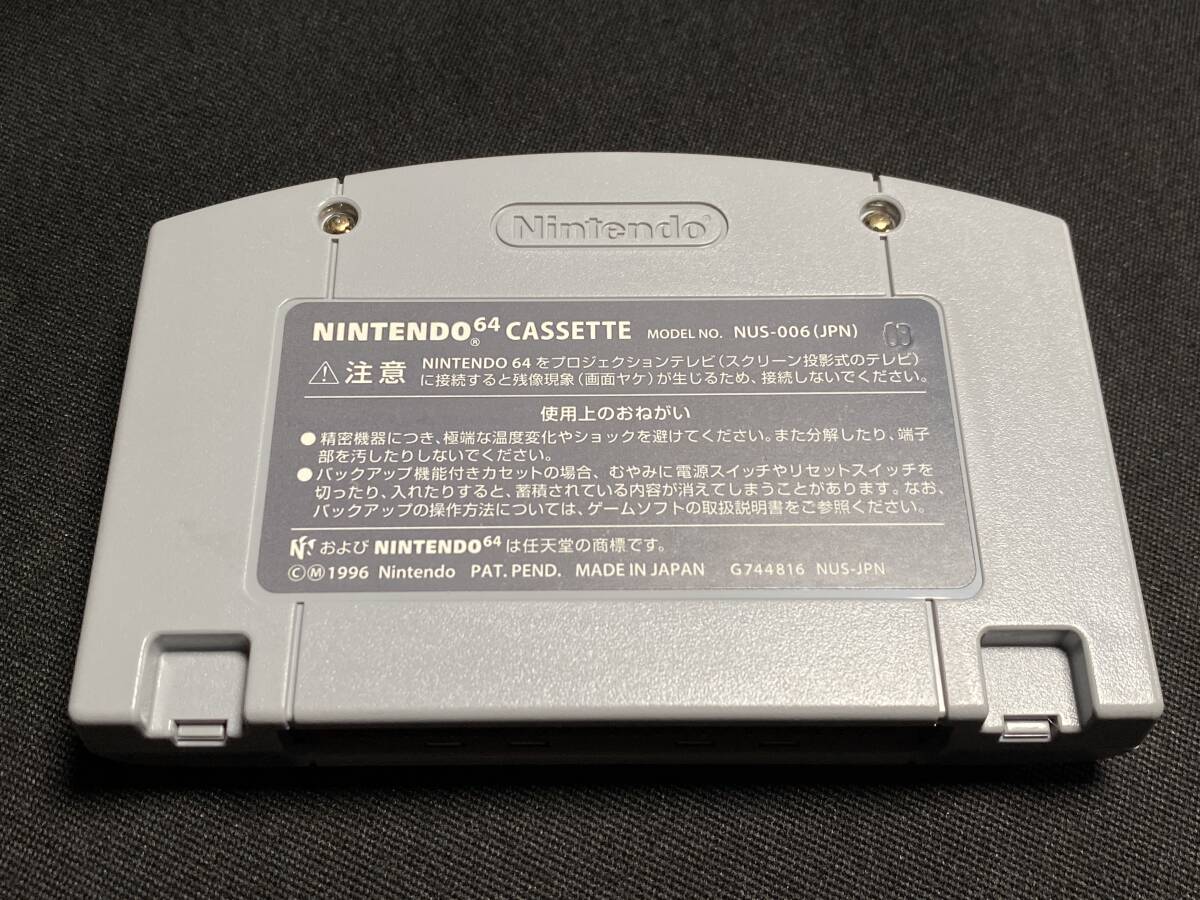 Nintendo®
NINTENDO®64 CASSETTE MODEL NO. NUS-006(JPN) 03
⚠注意 NINTENDO 64をプロジェクションテレビ(スクリーン投影式のテレビ)
に接続すると残像現象(画面ヤケ)が生じるため、接続しないでください。
使用上のおねがい
●精密機器につき、極端な温度変化やショックを避けてください。また分解したり、端子
部を汚したりしないでください。
●バックアップ機能付きカセットの場合、むやみに電源スイッチやリセットスイッチを
切ったり、入れたりすると、蓄積されている内容が消えてしまうことがあります。なお、
バックアップの操作方法については、ゲームソフトの取扱説明書をご参照ください。
および NINTENDO64 は任天堂の商標です。
ⒸⓂ1996 Nintendo PAT. PEND. MADE IN JAPAN G744816 NUS-JPN